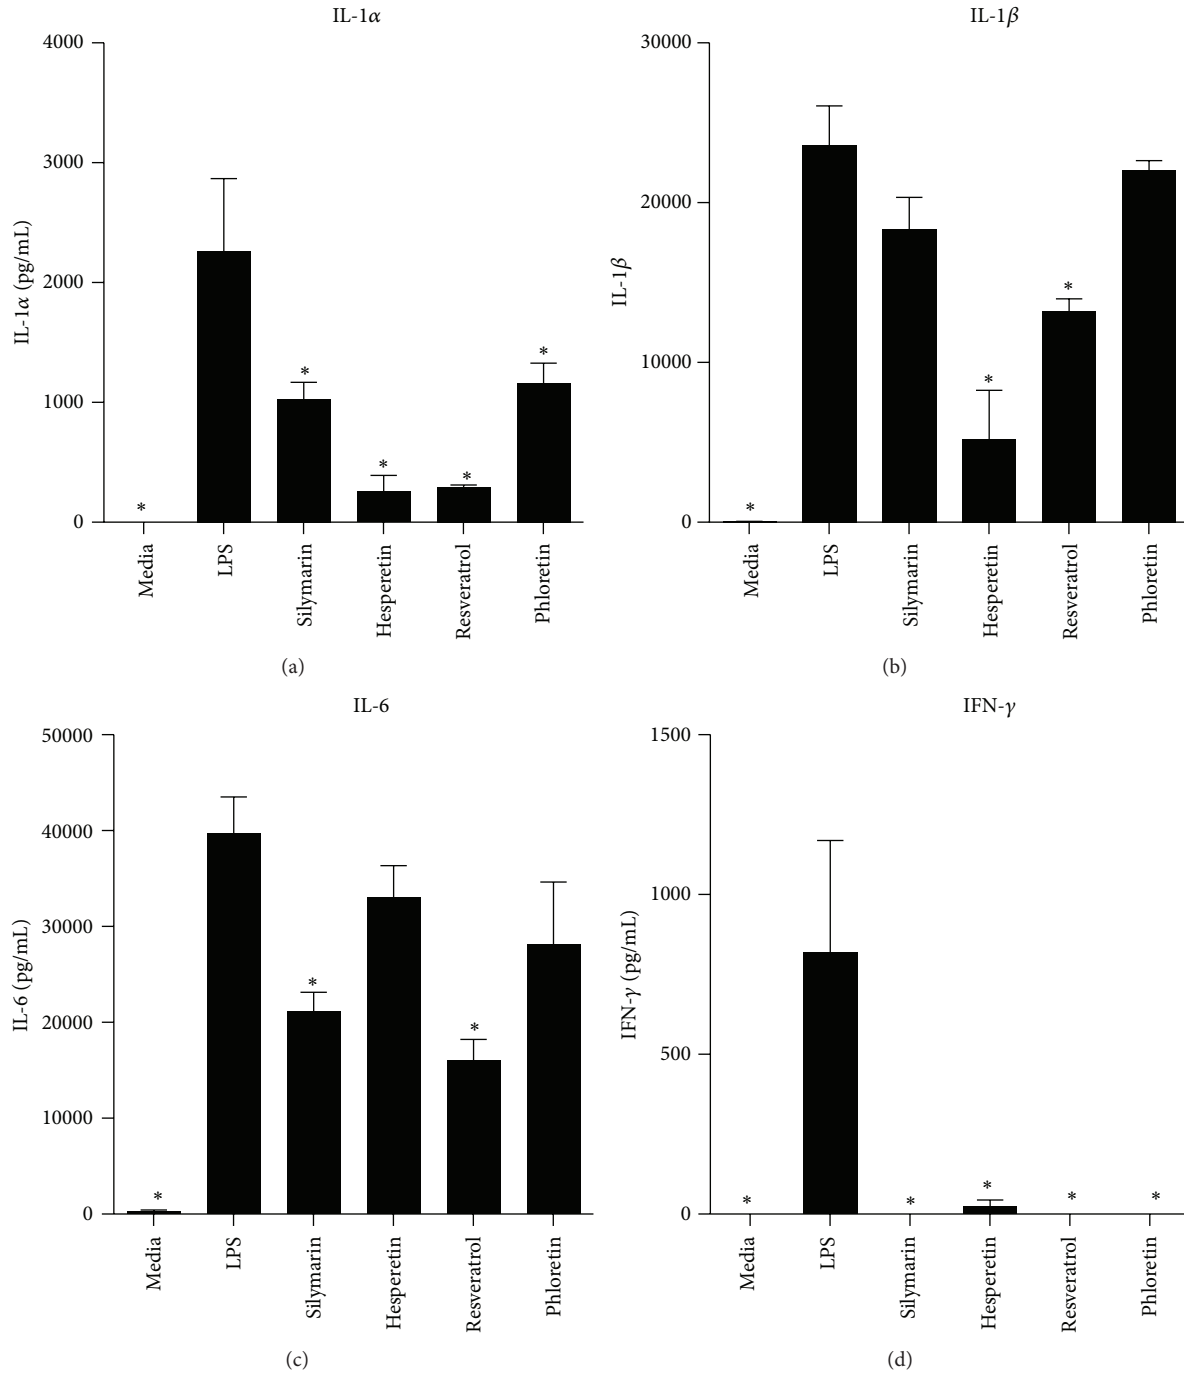 IL-1α
4000
3000
2000
1000
0
IL-1α (pg/mL)
*
*
*
*
*
Media
LPS
Silymarin
Hesperetin
Resveratrol
Phloretin
(a)
IL-1β
30000
20000
10000
0
IL-1β
*
*
*
Media
LPS
Silymarin
Hesperetin
Resveratrol
Phloretin
(b)
IL-6
50000
40000
30000
20000
10000
0
IL-6 (pg/mL)
*
*
*
Media
LPS
Silymarin
Hesperetin
Resveratrol
Phloretin
(c)
IFN-γ
1500
1000
500
0
IFN-γ (pg/mL)
*
*
*
*
*
Media
LPS
Silymarin
Hesperetin
Resveratrol
Phloretin
(d)